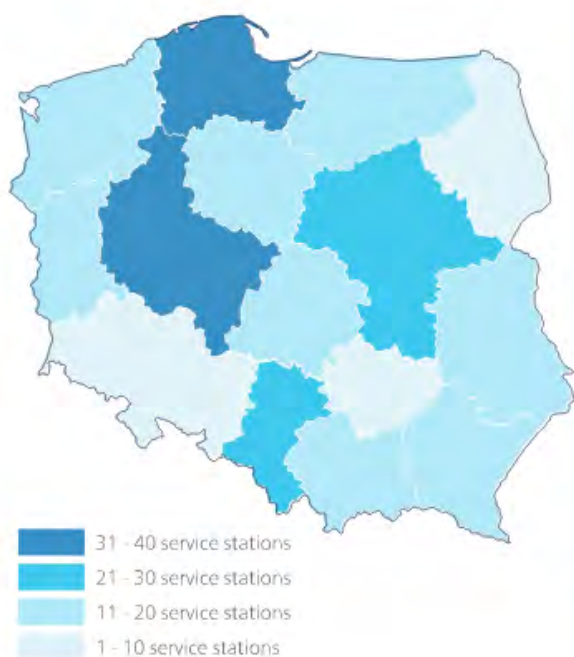 31 - 40 service stations
21 - 30 service stations
11 - 20 service stations
1 - 10 service stations